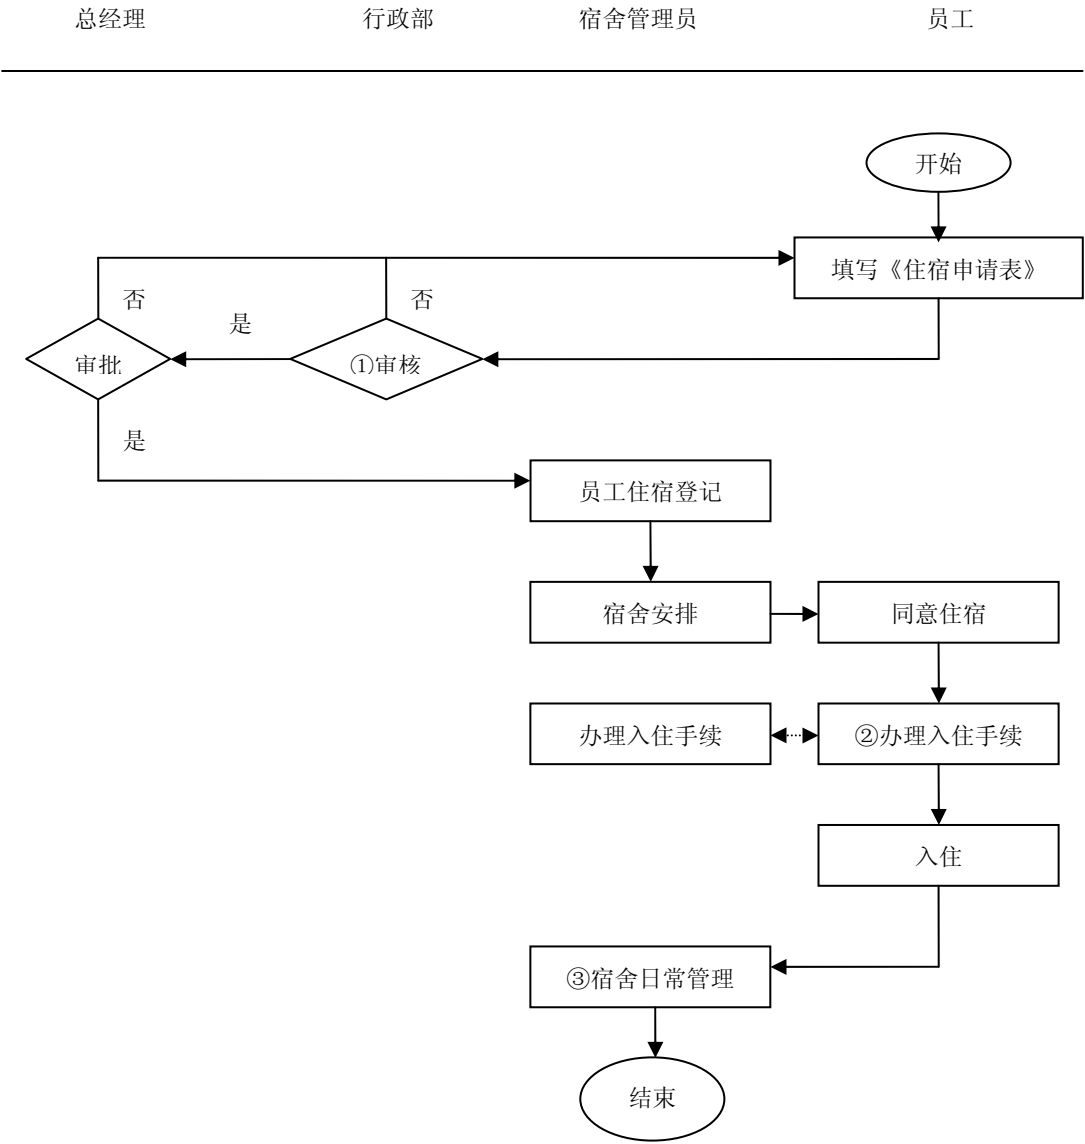 总经理 行政部 宿舍管理员 员工
开始
填写《住宿申请表》
否 否
是
审批 ①审核
是
员工住宿登记
宿舍安排 同意住宿
办理入住手续 ②办理入住手续
入住
③宿舍日常管理
结束